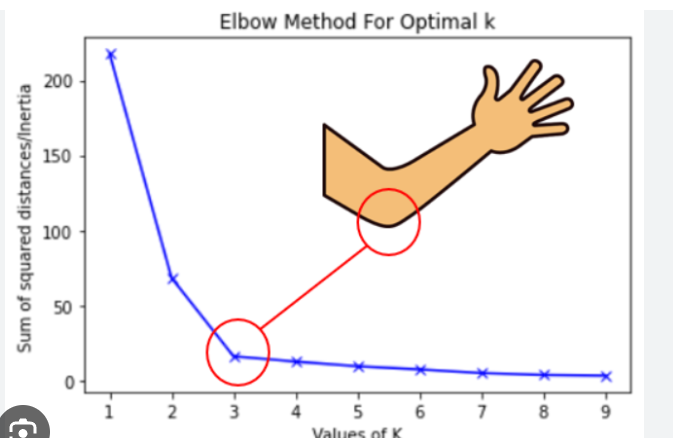 Elbow Method For Optimal k
Sum of squared distances/Inertia
200
150
100
50
0
1 2 3 4 5 6 7 8 9
Values of K